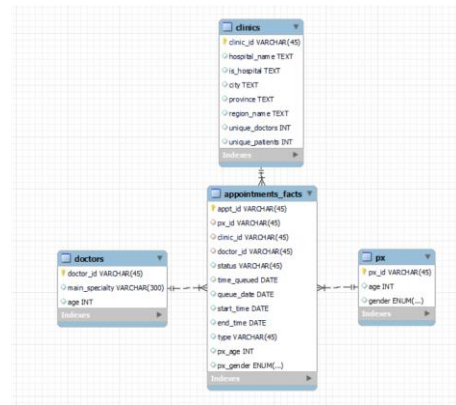 clinics
clinic_id VARCHAR(45)
hospital_name TEXT
is_hospital TEXT
city TEXT
province TEXT
region_name TEXT
unique_doctors INT
unique_patients INT
Indexes
appointments_facts
appt_id VARCHAR(45)
px_id VARCHAR(45)
clinic_id VARCHAR(45)
doctor_id VARCHAR(45)
status VARCHAR(45)
time_queued DATE
queue_date DATE
start_time DATE
end_time DATE
type VARCHAR(45)
px_age INT
px_gender ENUM(...)
Indexes
doctors
doctor_id VARCHAR(45)
main_specialty VARCHAR(300)
age INT
Indexes
px
px_id VARCHAR(45)
age INT
gender ENUM(...)
Indexes